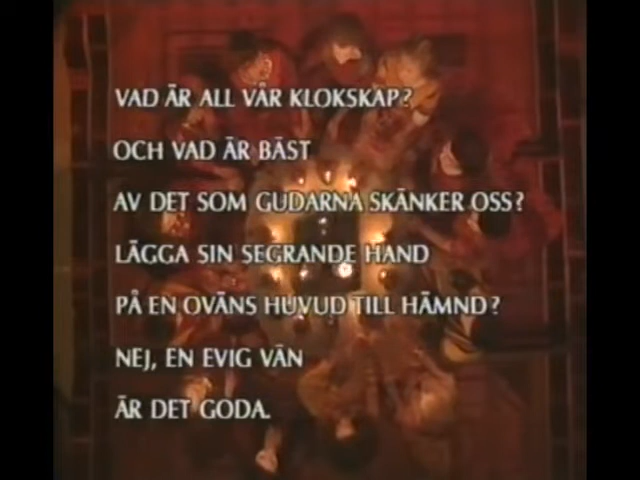 VAD ÄR ALL VÅR KLOKSKAP?
OCH VAD ÄR BÄST
AV DET SOM GUDARNA SKÄNKER OSS?
LÄGGA SIN SEGRANDE HAND
PÅ EN OVÄNS HUVUD TILL HÄMND?
NEJ, EN EVIG VÄN
ÄR DET GODA.